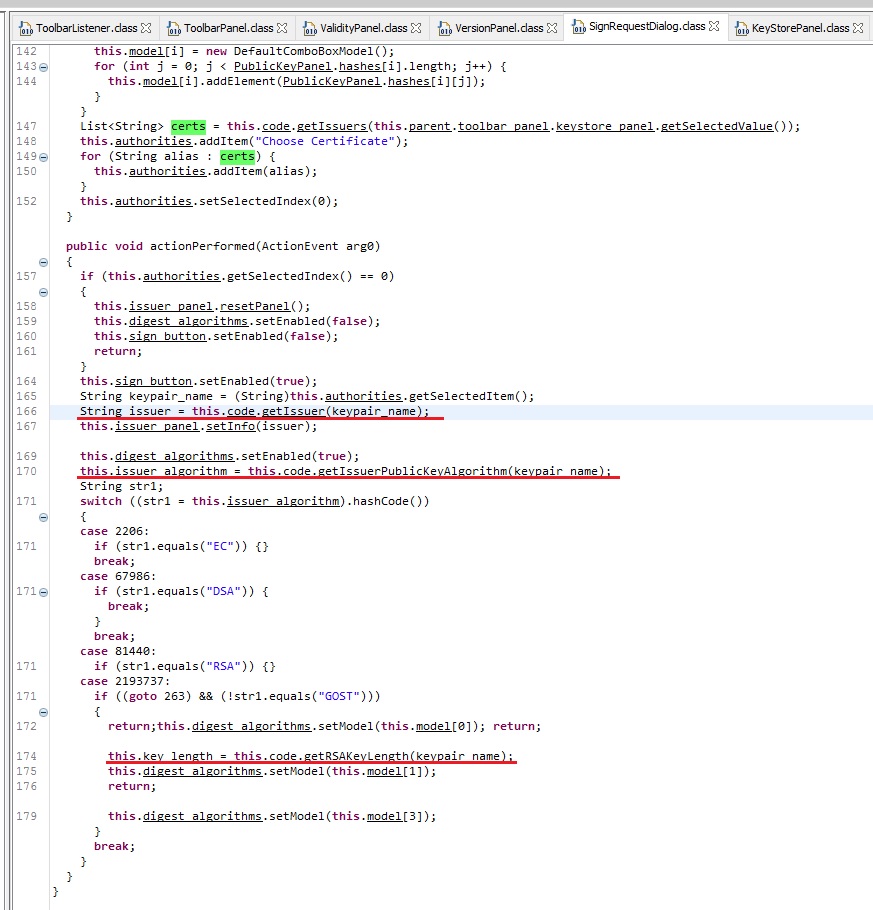 ToolbarListener.class ToolbarPanel.class ValidityPanel.class VersionPanel.class SignRequestDialog.class KeyStorePanel.class
142 this.model[i] = new DefaultComboBoxModel();
143 for (int j = 0; j < PublicKeyPanel.hashes[i].length; j++) {
144 this.model[i].addElement(PublicKeyPanel.hashes[i][j]);
}
}
147 List<String> certs = this.code.getIssuers(this.parent.toolbar_panel.keystore_panel.getSelectedValue());
148 this.authorities.addItem("Choose Certificate");
149 for (String alias : certs) {
150 this.authorities.addItem(alias);
}
152 this.authorities.setSelectedIndex(0);
}
public void actionPerformed(ActionEvent arg0)
{
157 if (this.authorities.getSelectedIndex() == 0)
{
158 this.issuer_panel.resetPanel();
159 this.digest_algorithms.setEnabled(false);
160 this.sign_button.setEnabled(false);
161 return;
}
164 this.sign_button.setEnabled(true);
165 String keypair_name = (String)this.authorities.getSelectedItem();
166 String issuer = this.code.getIssuer(keypair_name);
167 this.issuer_panel.setInfo(issuer);
169 this.digest_algorithms.setEnabled(true);
170 this.issuer_algorithm = this.code.getIssuerPublicKeyAlgorithm(keypair_name);
String str1;
171 switch ((str1 = this.issuer_algorithm).hashCode())
{
case 2206:
171 if (str1.equals("EC")) {}
break;
case 67986:
171 if (str1.equals("DSA")) {
break;
}
break;
case 81440:
171 if (str1.equals("RSA")) {}
case 2193737:
171 if ((goto 263) && (!str1.equals("GOST")))
{
172 return;this.digest_algorithms.setModel(this.model[0]); return;
174 this.key_length = this.code.getRSAKeyLength(keypair_name);
175 this.digest_algorithms.setModel(this.model[1]);
176 return;
179 this.digest_algorithms.setModel(this.model[3]);
}
break;
}
}
}